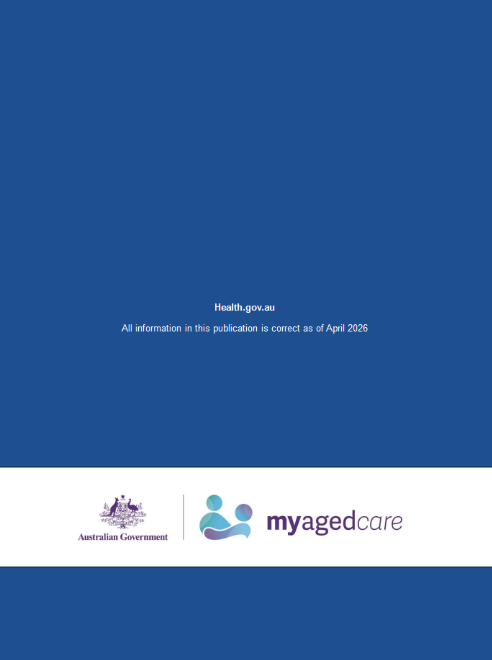 Health.gov.au
All information in this publication is correct as of April 2026
Australian Government
myagedcare